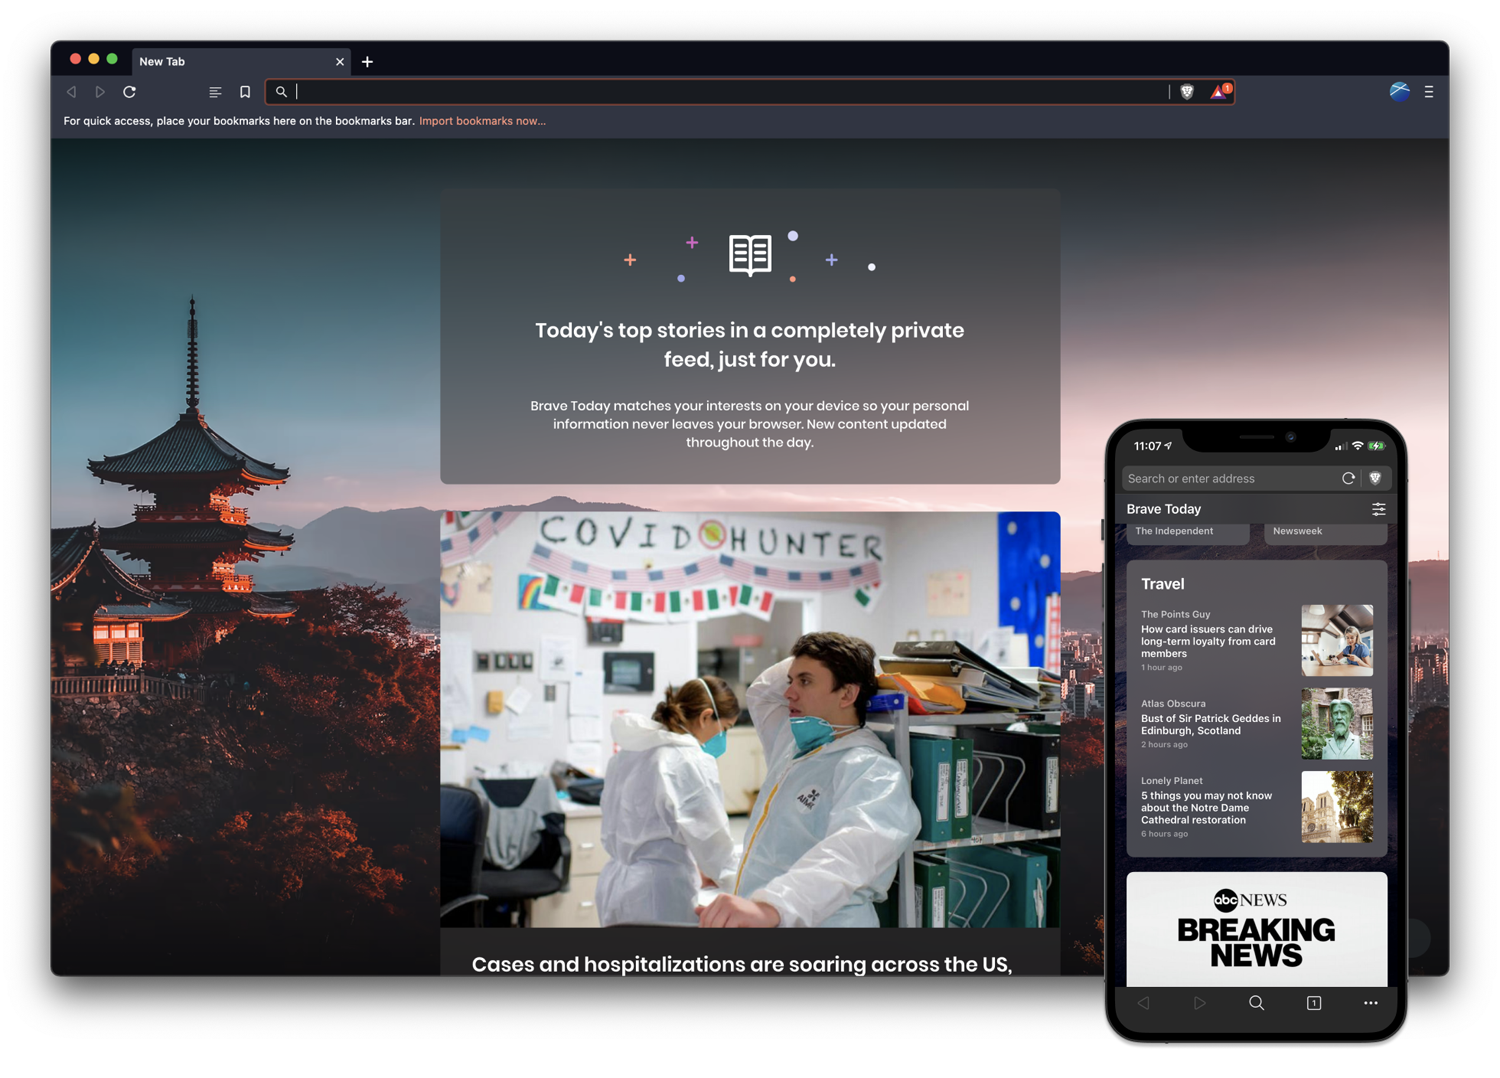 New Tab
1
For quick access, place your bookmarks here on the bookmarks bar. Import bookmarks now...
Today's top stories in a completely private
feed, just for you.
Brave Today matches your interests on your device so your personal
information never leaves your browser. New content updated
throughout the day.
COVID HUNTER
AIM
Cases and hospitalizations are soaring across the US,
11:07
Search or enter address
Brave Today
The Independent
Newsweek
Travel
The Points Guy
How card issuers can drive
long-term loyalty from card
members
1 hour ago
Atlas Obscura
Bust of Sir Patrick Geddes in
Edinburgh, Scotland
2 hours ago
Lonely Planet
5 things you may not know
about the Notre Dame
Cathedral restoration
6 hours ago
abc NEWS
BREAKING
NEWS
1